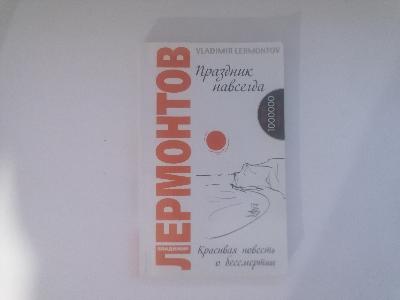 VLADIMIR LERMONTOV
Праздник
навсегда
1000000
ЛЕРМОНТОВ
ВЛАДИМИР
Красивая повесть
о бессмертии